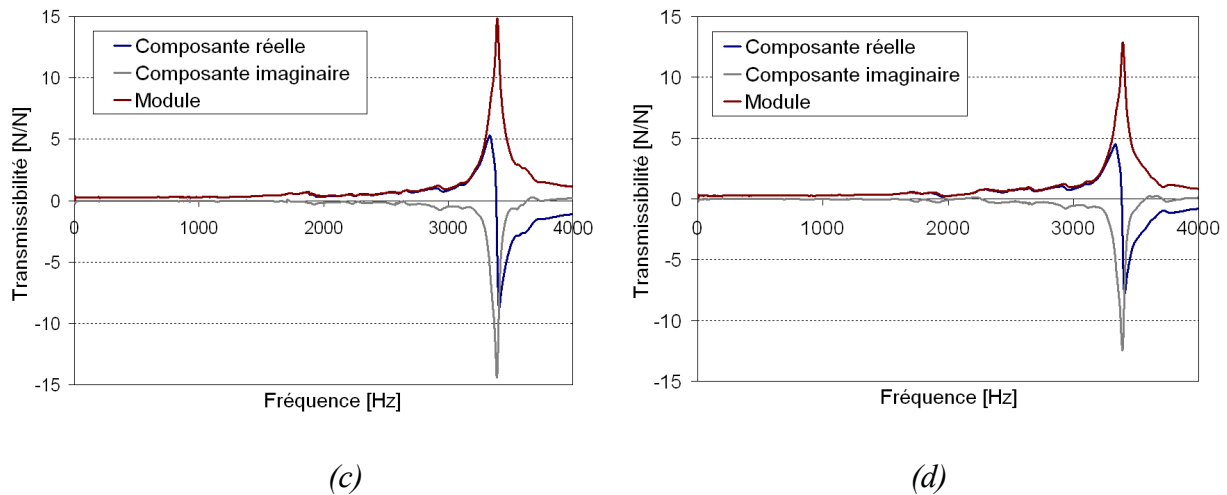 15
10
5
0
-5
-10
-15
0
1000
2000
3000
4000
Transmissibilité [N/N]
Fréquence [Hz]
Composante réelle
Composante imaginaire
Module
(c)
15
10
5
0
-5
-10
-15
0
1000
2000
3000
4000
Transmissibilité [N/N]
Fréquence [Hz]
Composante réelle
Composante imaginaire
Module
(d)